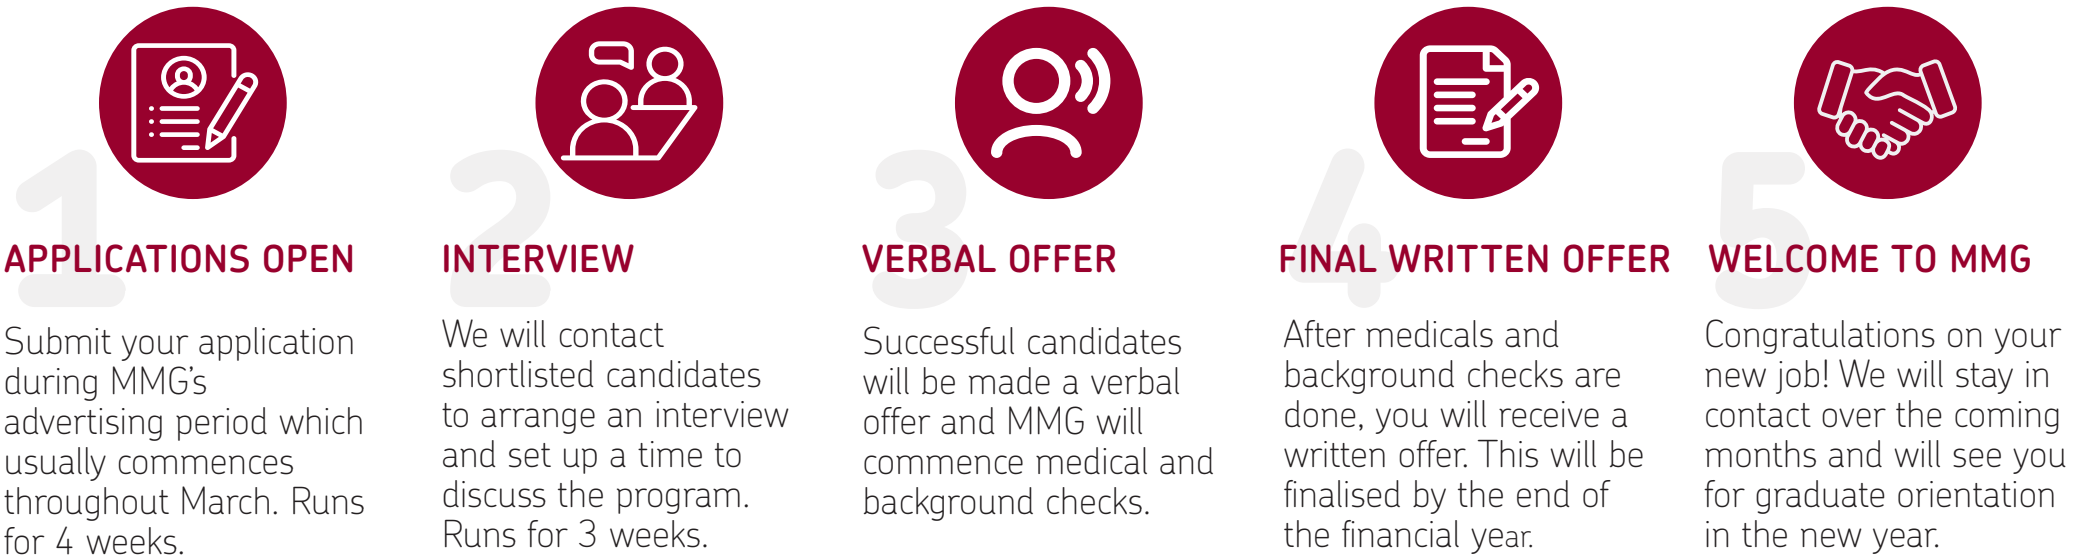 1
APPLICATIONS OPEN
Submit your application
during MMG's
advertising period which
usually commences
throughout March. Runs
for 4 weeks.
2
INTERVIEW
We will contact
shortlisted candidates
to arrange an interview
and set up a time to
discuss the program.
Runs for 3 weeks.
3
VERBAL OFFER
Successful candidates
will be made a verbal
offer and MMG will
commence medical and
background checks.
4
FINAL WRITTEN OFFER
After medicals and
background checks are
done, you will receive a
written offer. This will be
finalised by the end of
the financial year.
5
WELCOME TO MMG
Congratulations on your
new job! We will stay in
contact over the coming
months and will see you
for graduate orientation
in the new year.